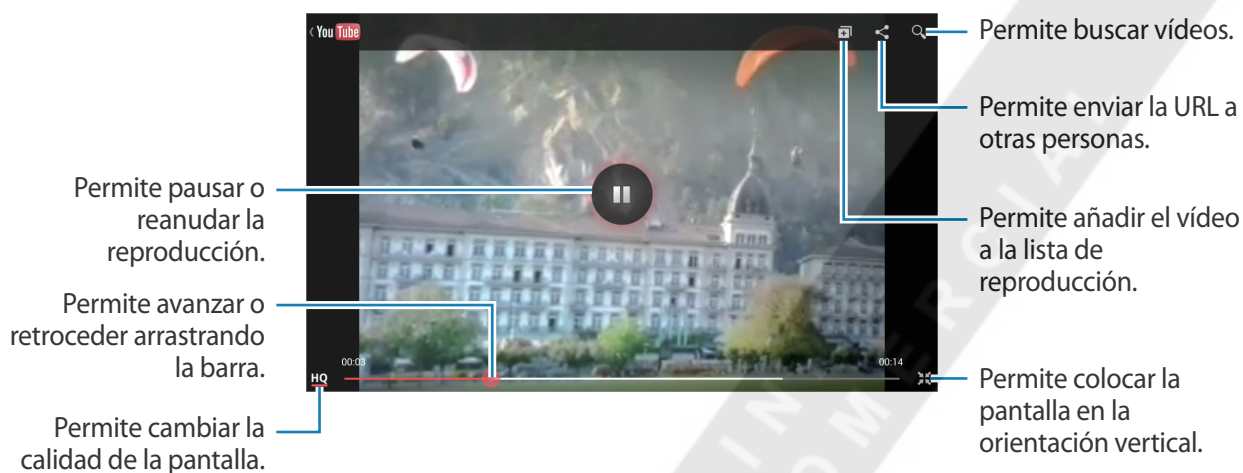 You Tube
Permite buscar vídeos.
Permite enviar la URL a
otras personas.
Permite pausar o
reanudar la
reproducción.
Permite añadir el vídeo
a la lista de
reproducción.
Permite avanzar o
retroceder arrastrando
la barra.
00:03
00:14
HQ
Permite colocar la
pantalla en la
orientación vertical.
Permite cambiar la
calidad de la pantalla.